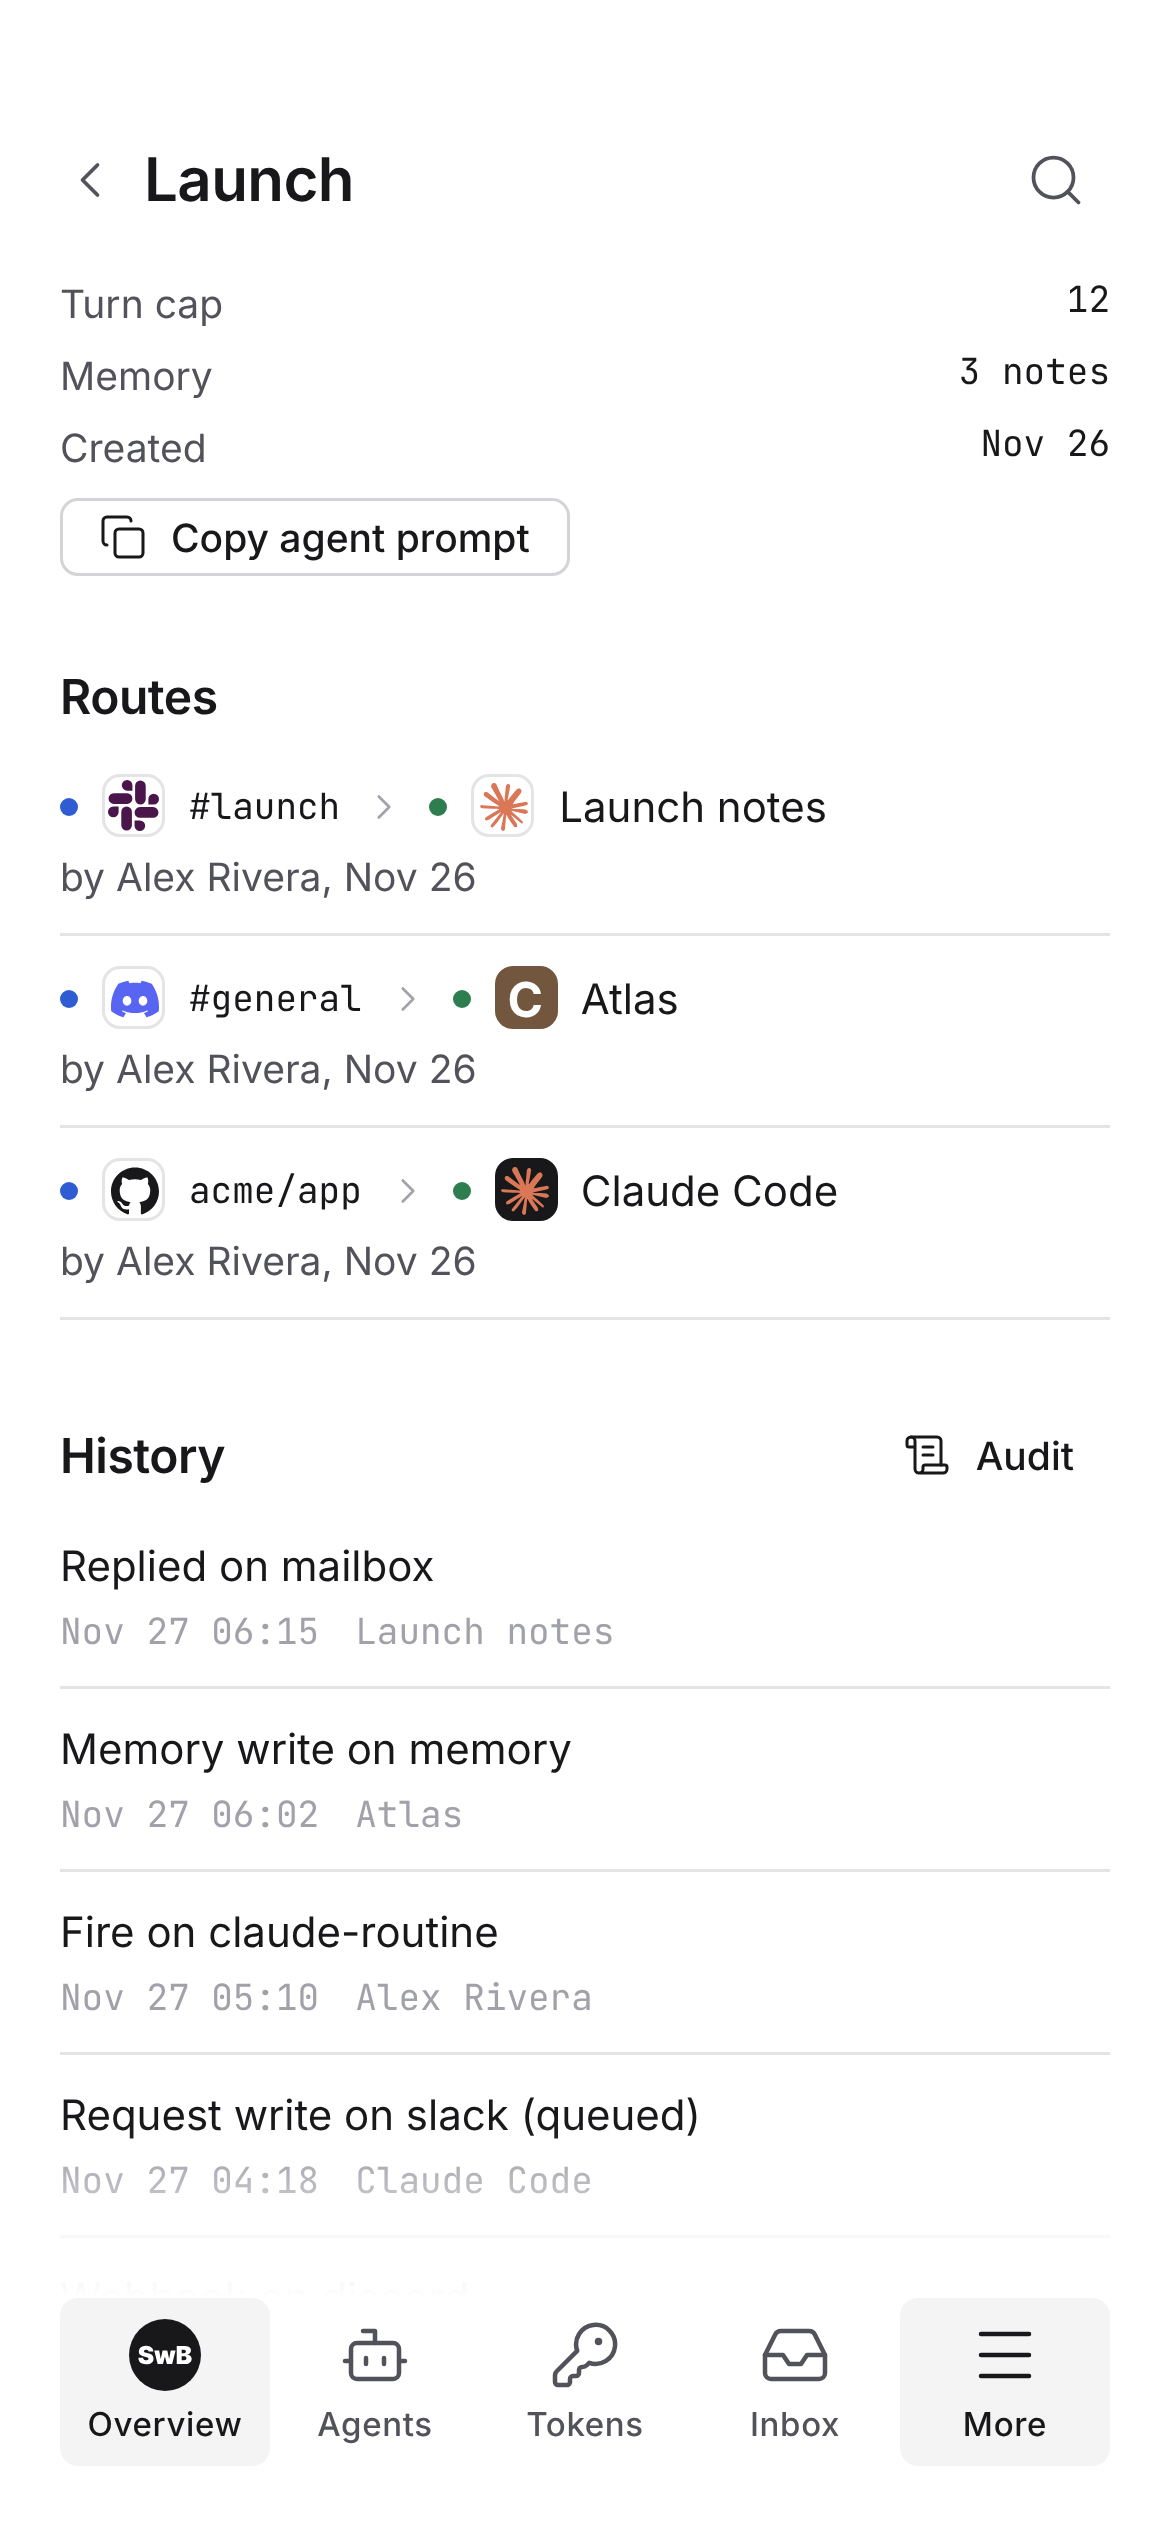 Launch
Turn cap 12
Memory 3 notes
Created Nov 26
Copy agent prompt
Routes
#launch Launch notes
by Alex Rivera, Nov 26
#general C Atlas
by Alex Rivera, Nov 26
acme/app Claude Code
by Alex Rivera, Nov 26
History Audit
Replied on mailbox
Nov 27 06:15 Launch notes
Memory write on memory
Nov 27 06:02 Atlas
Fire on claude-routine
Nov 27 05:10 Alex Rivera
Request write on slack (queued)
Nov 27 04:18 Claude Code
SwB
Overview Agents Tokens Inbox More